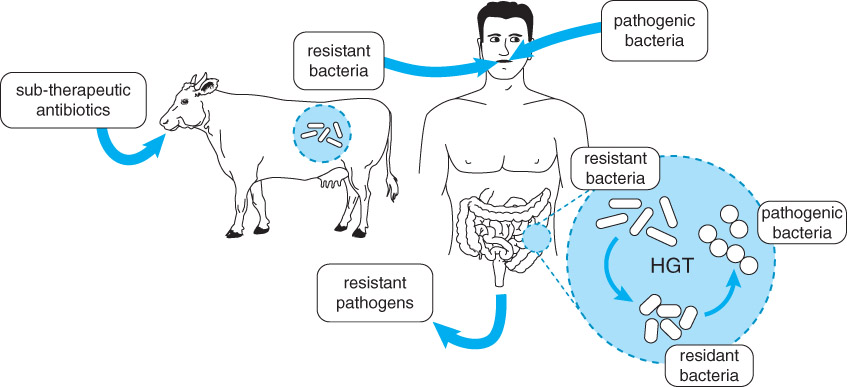 sub-therapeutic
antibiotics
resistant
bacteria
pathogenic
bacteria
resistant
bacteria
pathogenic
bacteria
HGT
residant
bacteria
resistant
pathogens